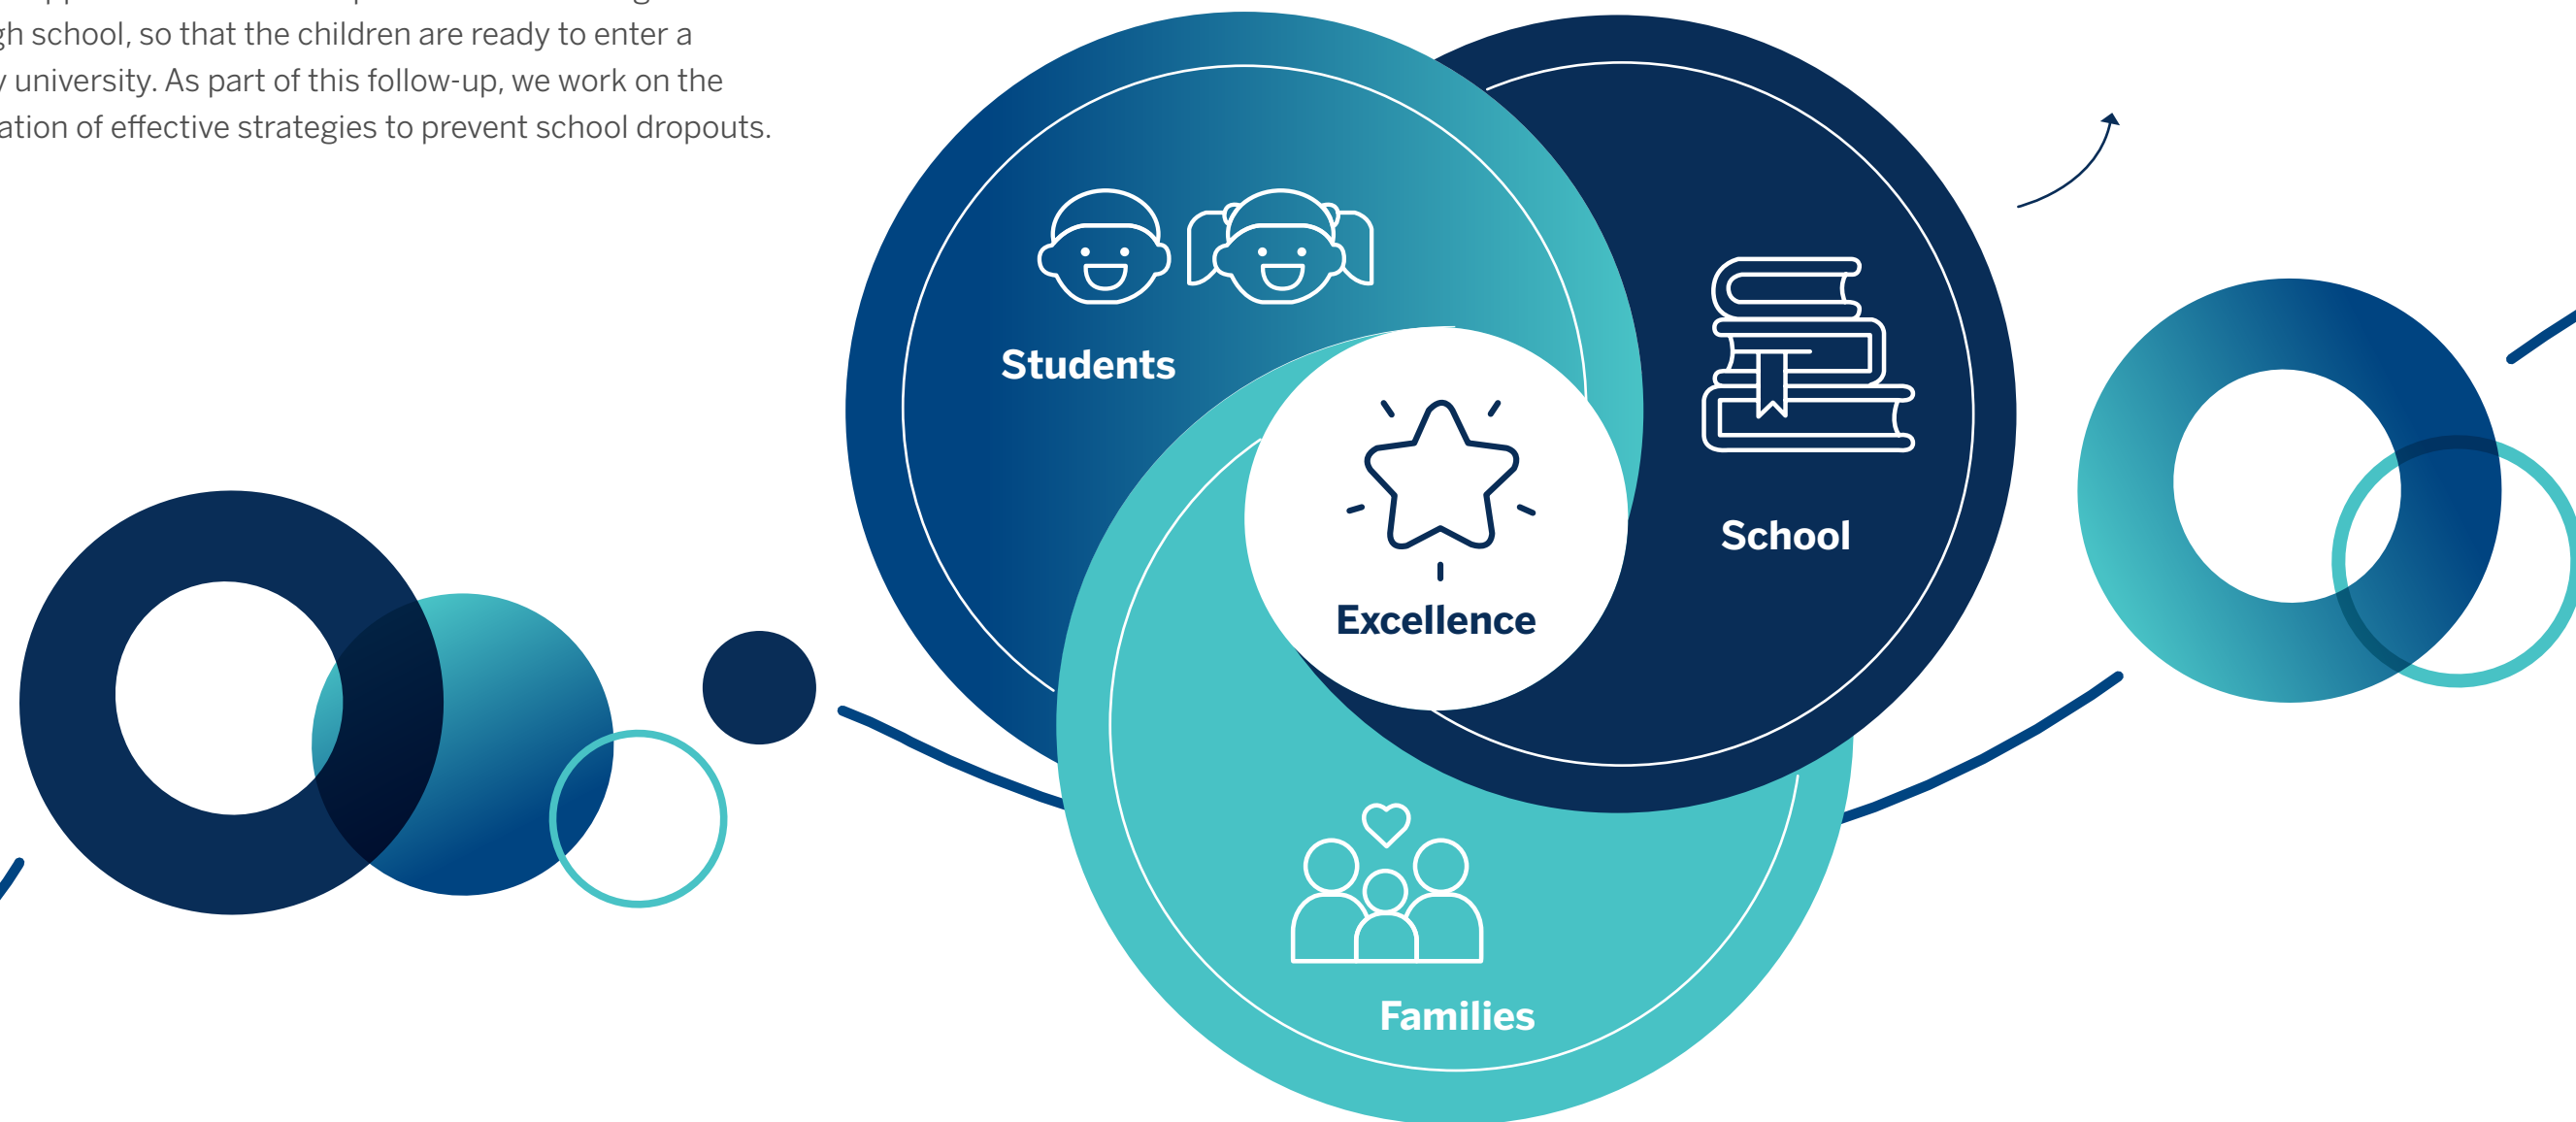 gh school, so that the children are ready to enter a
y university. As part of this follow-up, we work on the
ation of effective strategies to prevent school dropouts.
Students
School
Excellence
Families